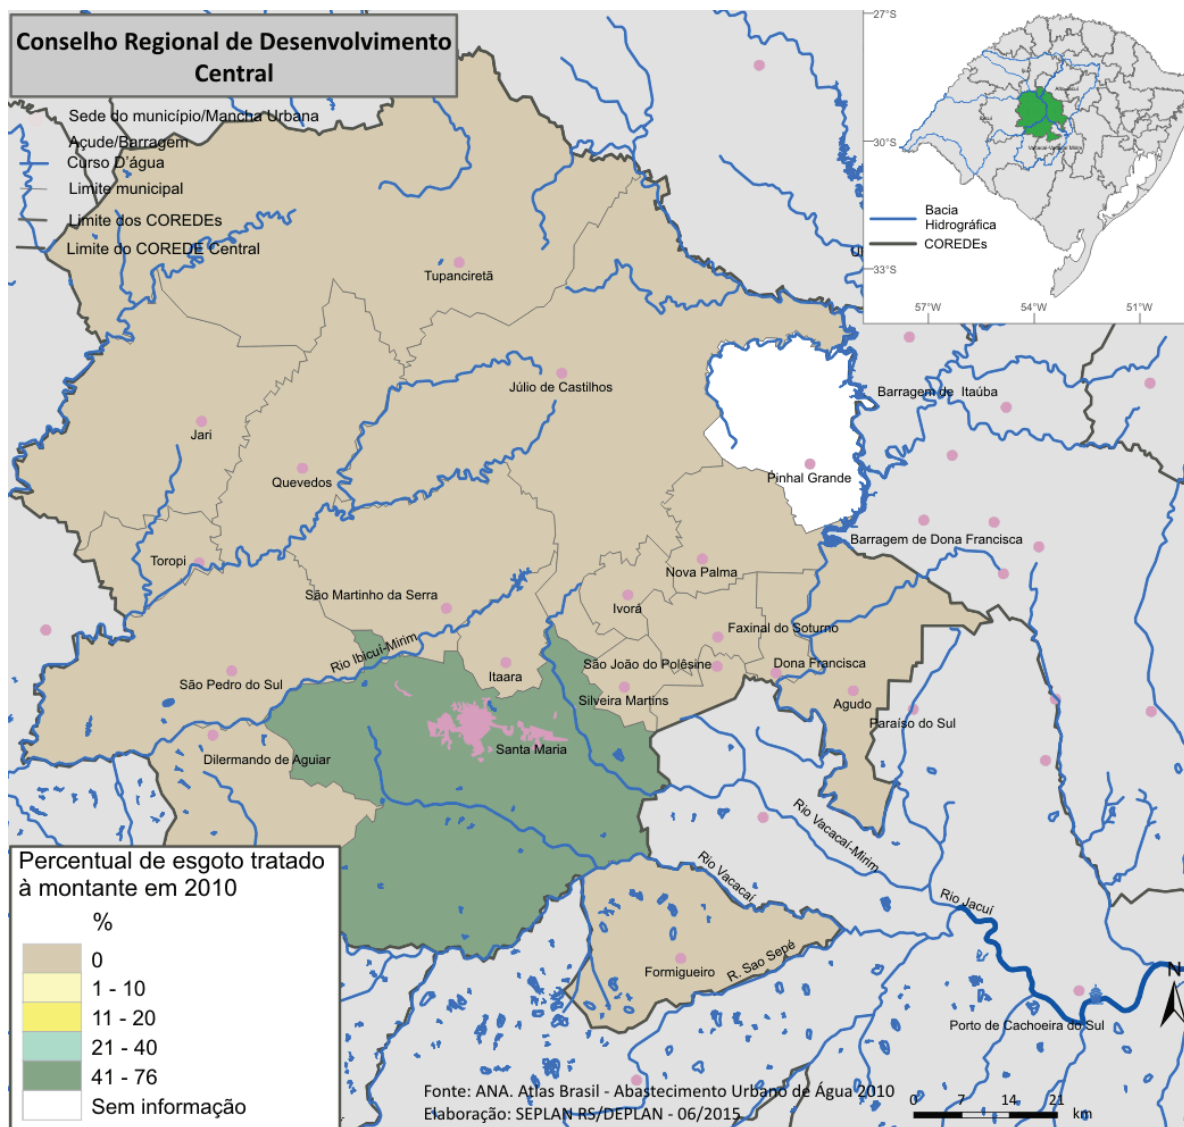 Conselho Regional de Desenvolvimento
Central
Sede do município/Mancha Urbana
Açude/Barragem
Curso D'água
Limite municipal
Limite dos COREDEs
Limite do COREDE Central
27°S
30°S
33°S
57°W
54°W
51°W
Bacia
Hidrográfica
COREDEs
Tupanciretã
Júlio de Castilhos
Jari
Quevedos
Pinhal Grande
Barragem de Itaúba
Toropi
Barragem de Dona Francisca
Nova Palma
São Martinho da Serra
Ivorá
Faxinal do Soturno
Rio Ibicuí-Mirim
São João do Polêsine
Dona Francisca
Itaara
São Pedro do Sul
Silveira Martins
Agudo
Paraíso do Sul
Santa Maria
Dilermando de Aguiar
Rio Vacacaí-Mirim
Rio Vacacaí
Rio Jacuí
R. Sao Sepé
Formigueiro
Porto de Cachoeira do Sul
Percentual de esgoto tratado
à montante em 2010
%
0
1 - 10
11 - 20
21 - 40
41 - 76
Sem informação
Fonte: ANA. Atlas Brasil - Abastecimento Urbano de Água 2010
Elaboração: SEPLAN RS/DEPLAN - 06/2015
N
0 7 14 21
km